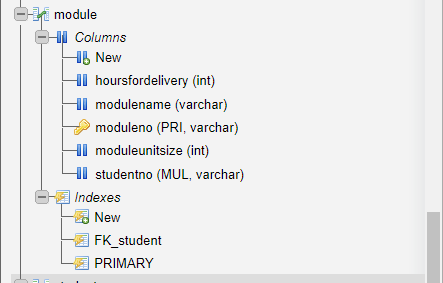 module
Columns
New
hoursfordelivery (int)
modulename (varchar)
moduleno (PRI, varchar)
moduleunitsize (int)
studentno (MUL, varchar)
Indexes
New
FK_student
PRIMARY